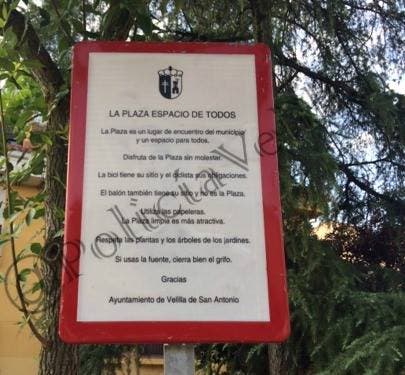 LA PLAZA ESPACIO DE TODOS
La Plaza es un lugar de encuentro del municipio
y un espacio para todos.
Disfruta de la Plaza sin molestar.
La bici tiene su sitio y el ciclista sus obligaciones.
El balón también tiene su sitio y no es la Plaza.
Utiliza las papeleras.
La Plaza limpia es más atractiva.
Respeta las plantas y los árboles de los jardines.
Si usas la fuente, cierra bien el grifo.
Gracias
Ayuntamiento de Velilla de San Antonio